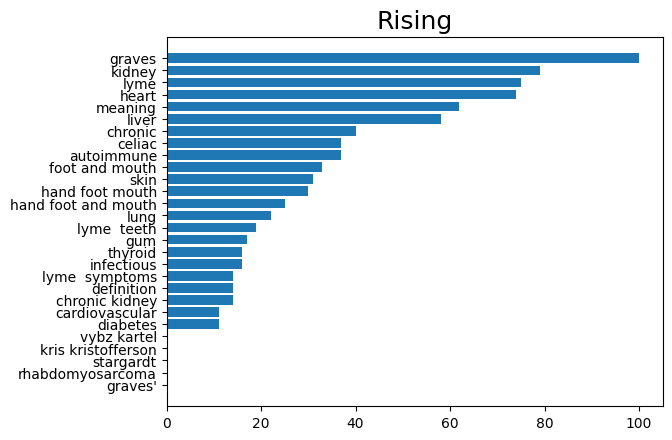 Rising
graves
kidney
lyme
heart
meaning
liver
chronic
celiac
autoimmune
foot and mouth
skin
hand foot mouth
hand foot and mouth
lung
lyme  teeth
gum
thyroid
infectious
lyme  symptoms
definition
chronic kidney
cardiovascular
diabetes
vybz kartel
kris kristofferson
stargardt
rhabdomyosarcoma
graves'
0 20 40 60 80 100